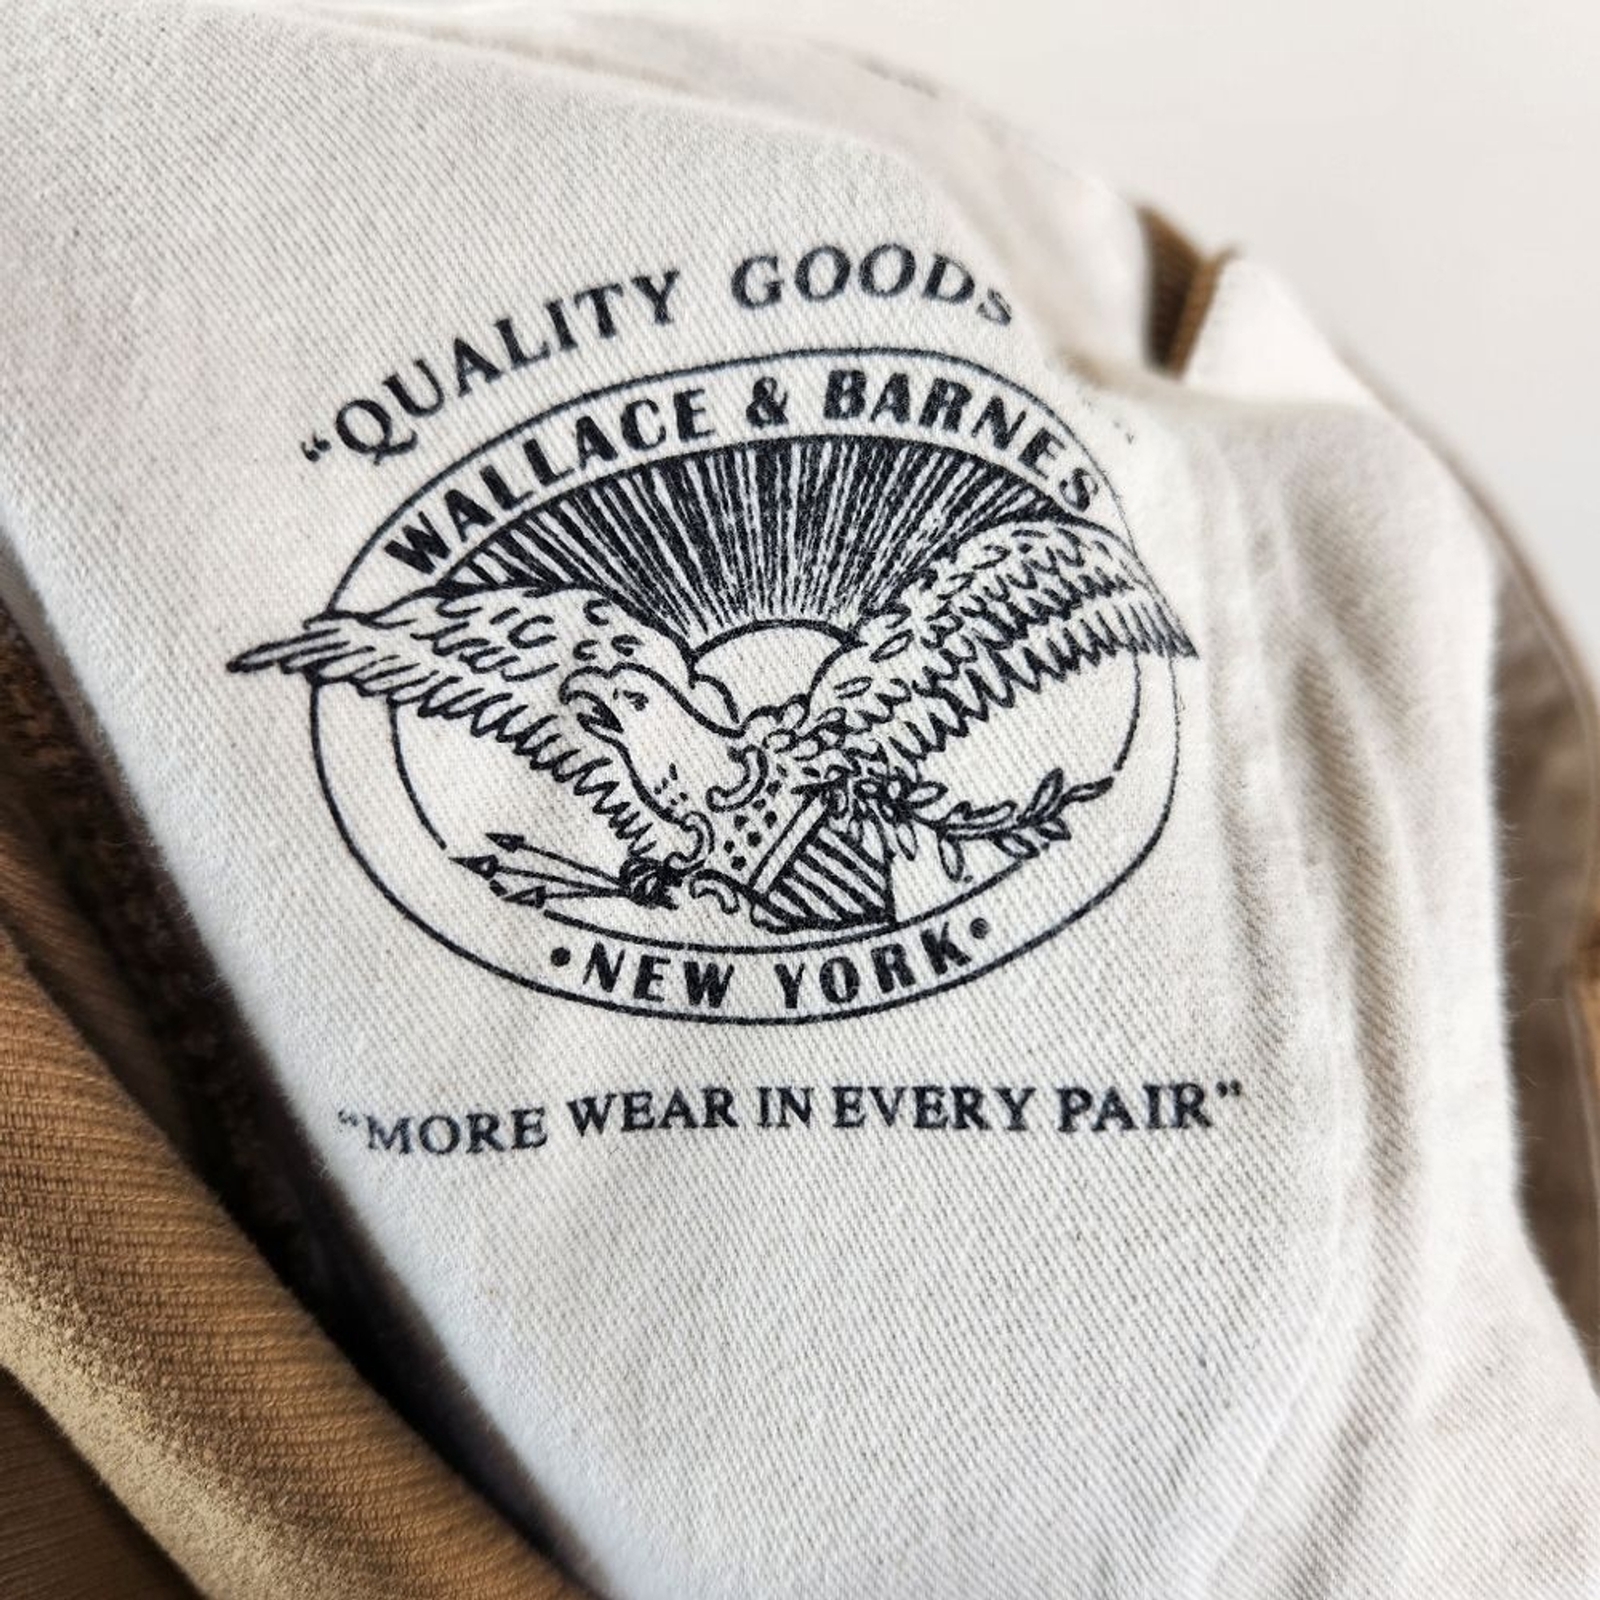 “QUALITY GOODS”
WALLACE & BARNES
•NEW YORK•
“MORE WEAR IN EVERY PAIR“